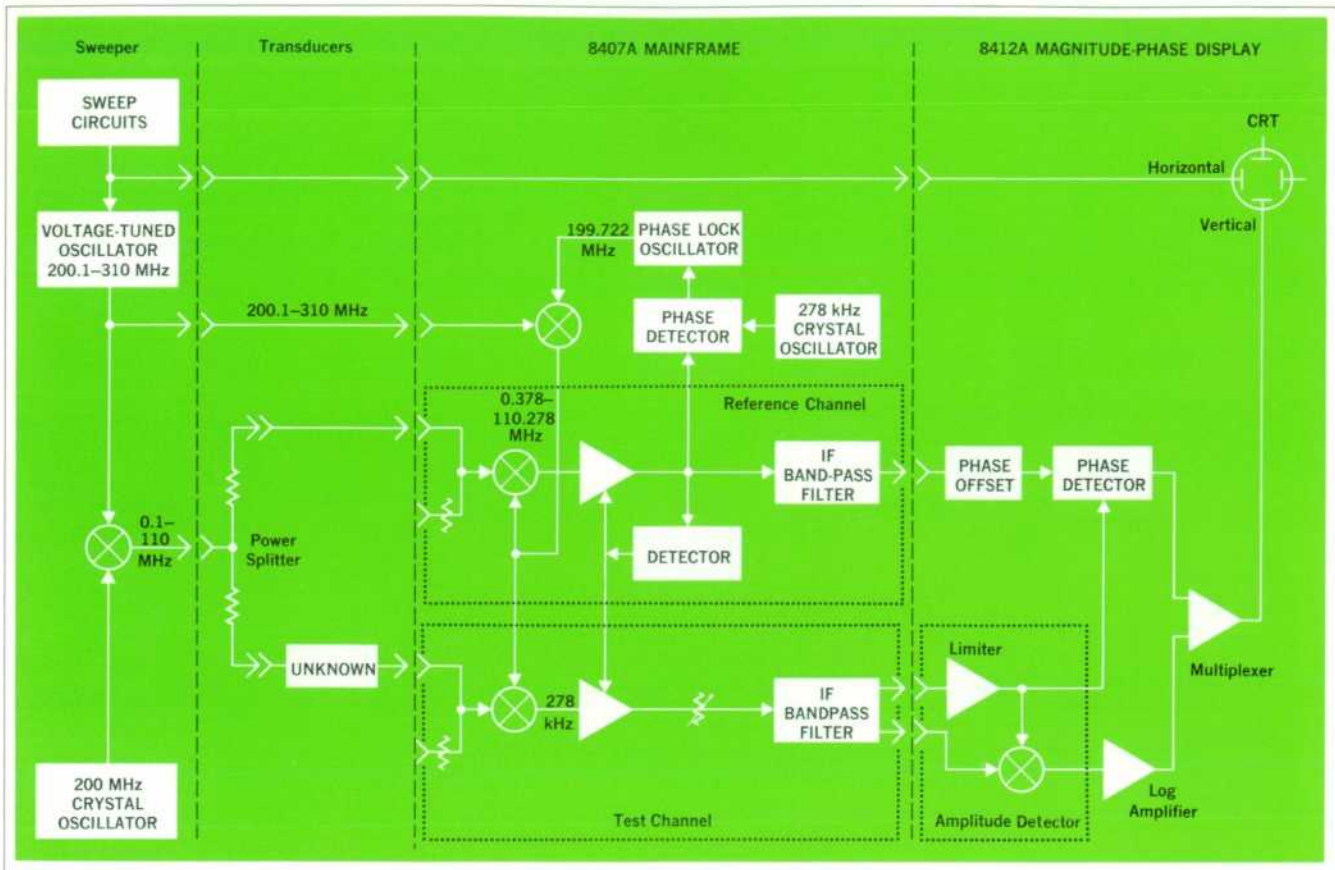 Sweeper
Transducers
8407A MAINFRAME
8412A MAGNITUDE-PHASE DISPLAY
SWEEP
CIRCUITS
CRT
Horizontal
Vertical
VOLTAGE-TUNED
OSCILLATOR
200.1–310 MHz
199.722
MHz
PHASE LOCK
OSCILLATOR
200.1–310 MHz
PHASE
DETECTOR
278 kHz
CRYSTAL
OSCILLATOR
0.378–
110.278
MHz
Reference Channel
IF
BAND-PASS
FILTER
PHASE
OFFSET
PHASE
DETECTOR
0.1–
110
MHz
Power
Splitter
DETECTOR
UNKNOWN
278
kHz
IF
BANDPASS
FILTER
Limiter
Multiplexer
200 MHz
CRYSTAL
OSCILLATOR
Test Channel
Amplitude Detector
Log
Amplifier